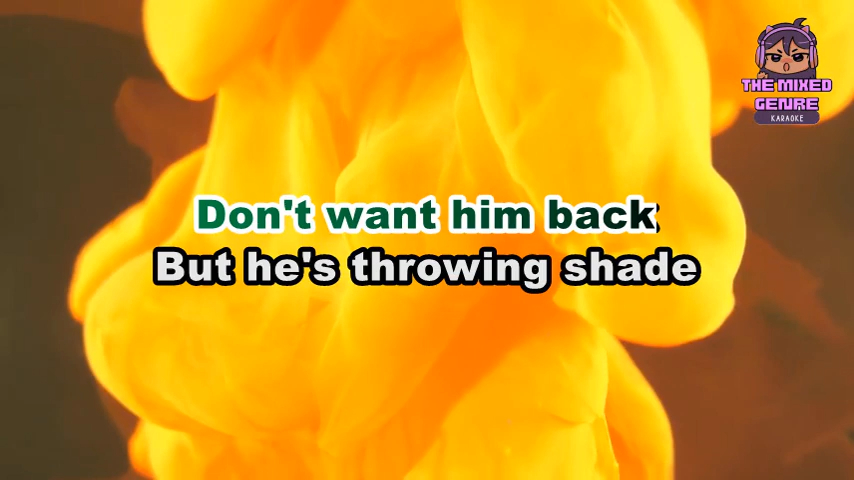 THE MIXED
GENRE
KARAOKE
Don't want him back
But he's throwing shade